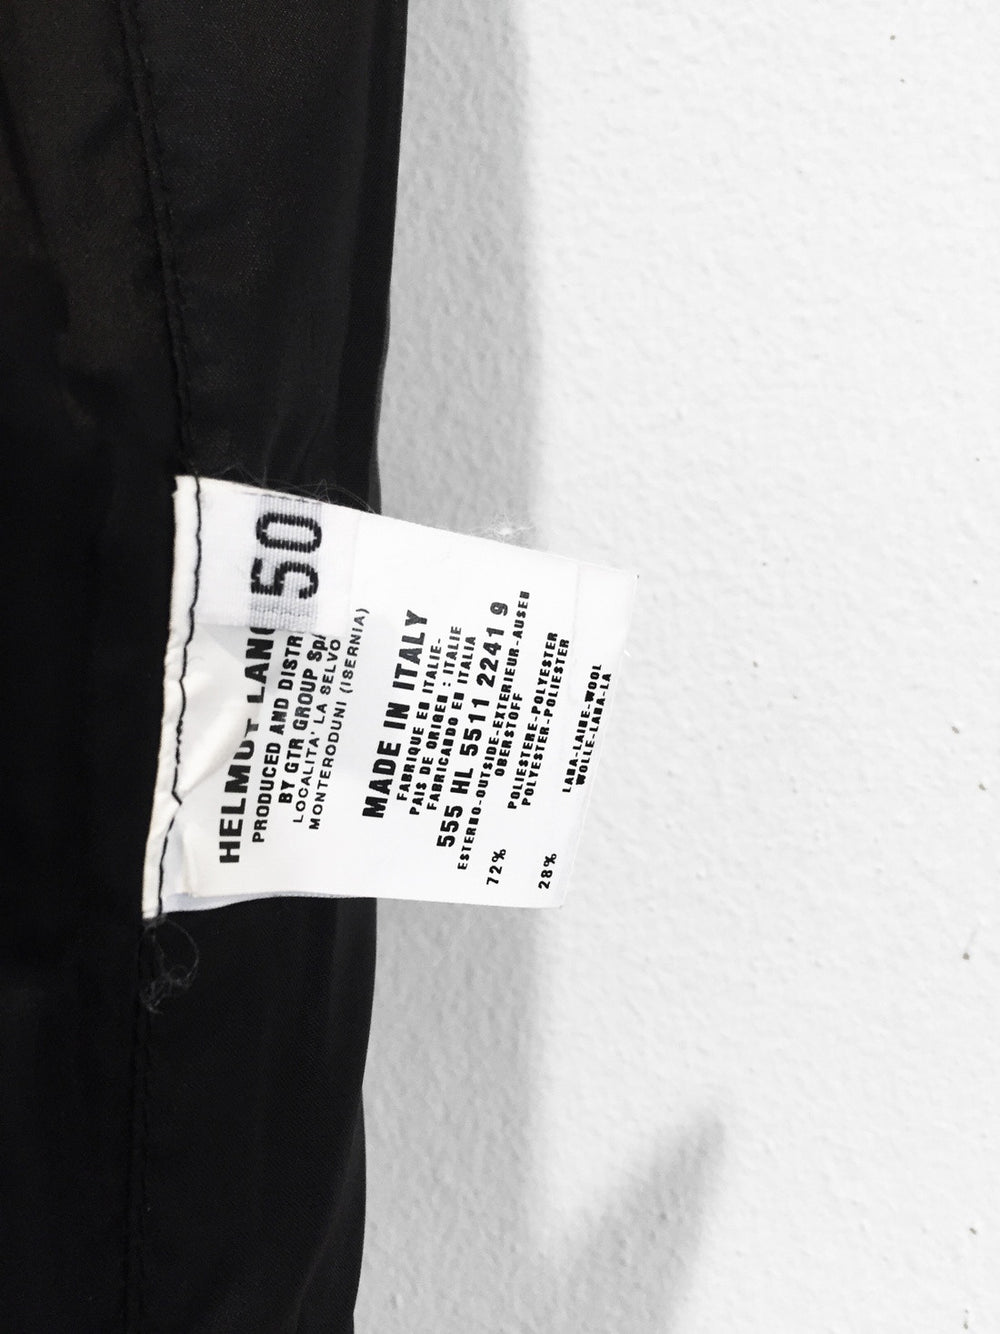 50
HELMUT LANG
PRODUCED AND DISTR
BY GTR GROUP SpA
LOCALITA' LA SELVO
MONTERODUNI (ISERNIA)
MADE IN ITALY
FABRIQUE EN ITALIE-
PAIS DE ORIGEN : ITALIE
FABRICANDO EN ITALIA
555 HL 5511 2241 9
ESTERNO-OUTSIDE-EXTERIEUR-AUSEN
OBERSTOFF
72% POLIESTERE-POLYESTER
POLYESTER-POLIESTER
28% LANA-LAINE-WOOL
WOLLE-LANA-LA